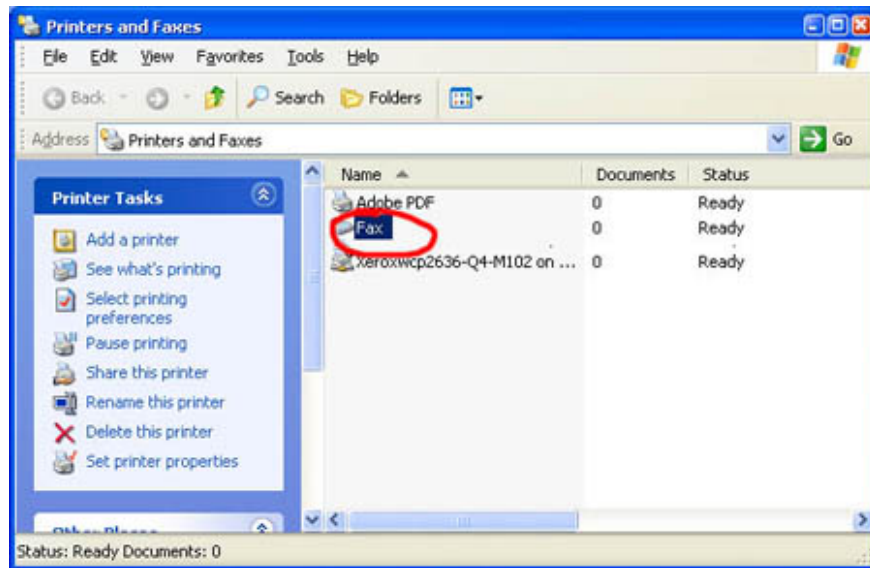 Printers and Faxes
File Edit View Favorites Tools Help
Back Search Folders
Address Printers and Faxes Go
Printer Tasks
Add a printer
See what's printing
Select printing
preferences
Pause printing
Share this printer
Rename this printer
Delete this printer
Set printer properties
Other Places
Name Documents Status
Adobe PDF 0 Ready
Fax 0 Ready
Xeroxwcp2636-Q4-M102 on ... 0 Ready
Status: Ready Documents: 0